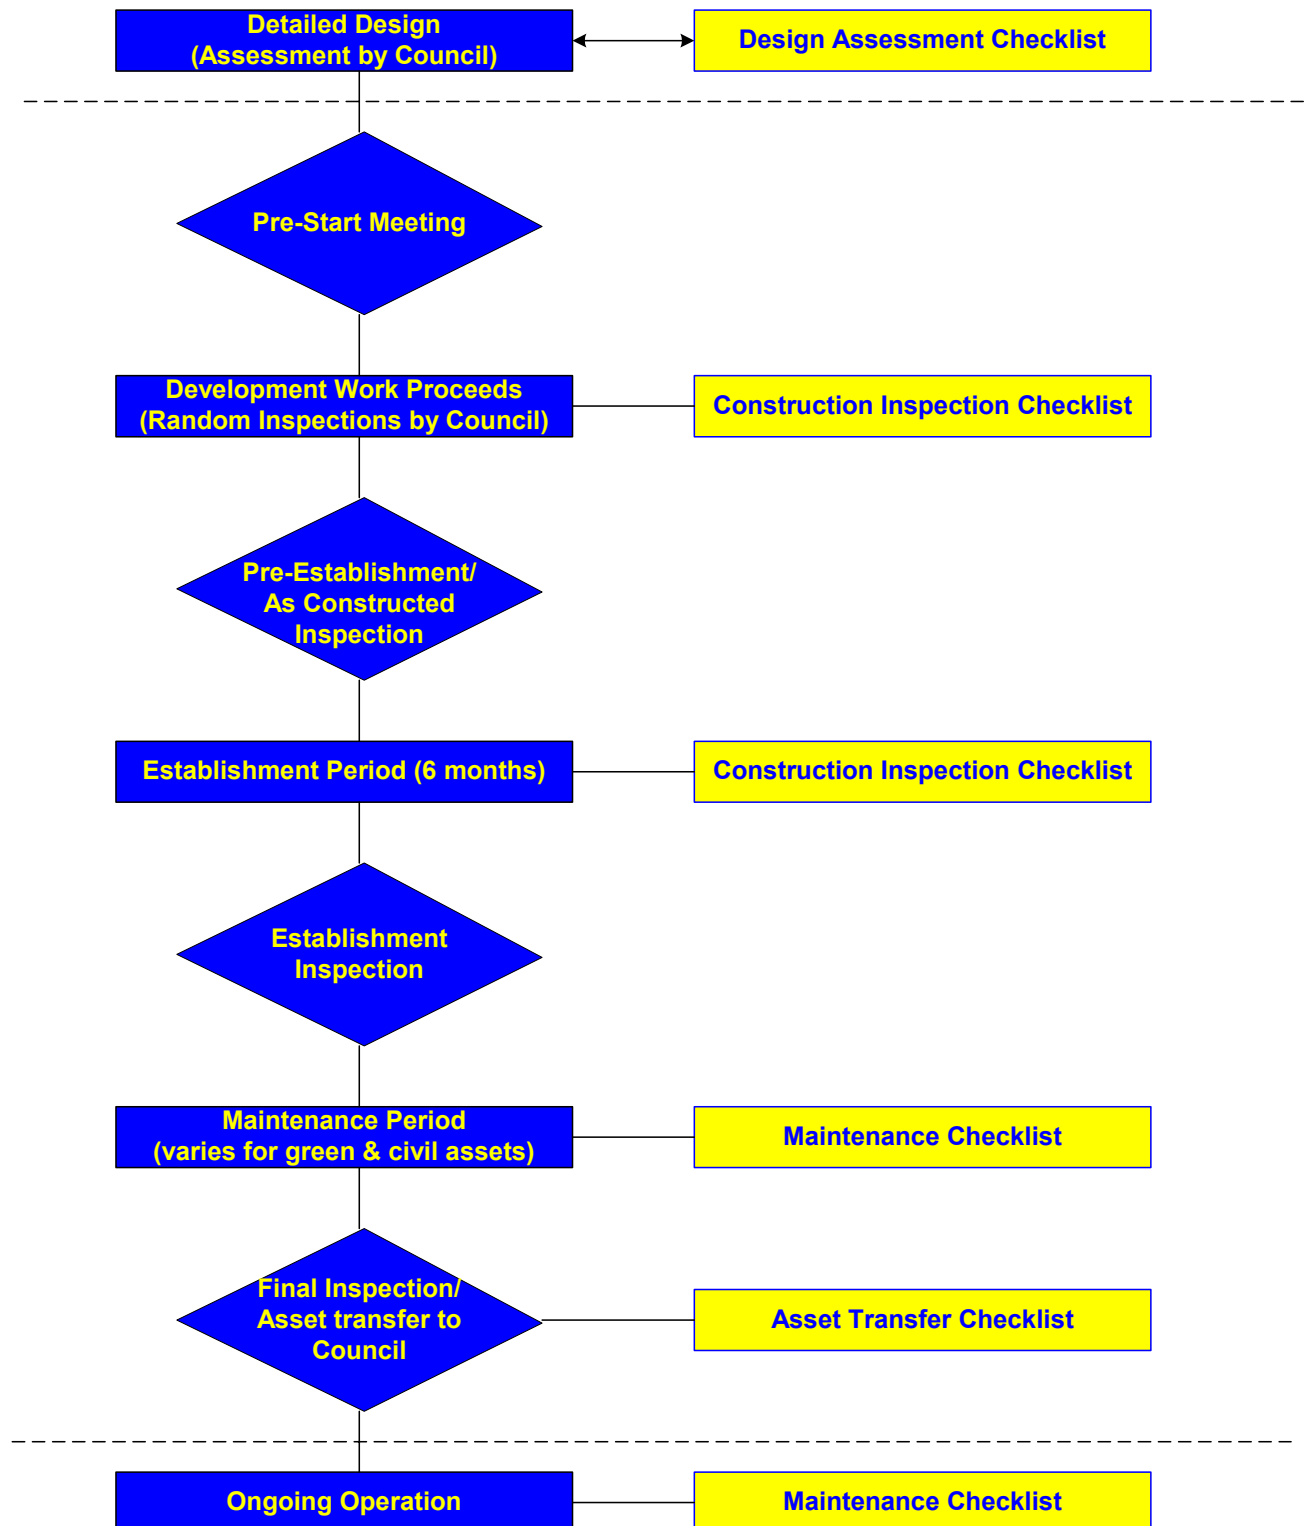 Detailed Design
(Assessment by Council)
Design Assessment Checklist
Pre-Start Meeting
Development Work Proceeds
(Random Inspections by Council)
Construction Inspection Checklist
Pre-Establishment/
As Constructed
Inspection
Establishment Period (6 months)
Construction Inspection Checklist
Establishment
Inspection
Maintenance Period
(varies for green & civil assets)
Maintenance Checklist
Final Inspection/
Asset transfer to
Council
Asset Transfer Checklist
Ongoing Operation
Maintenance Checklist